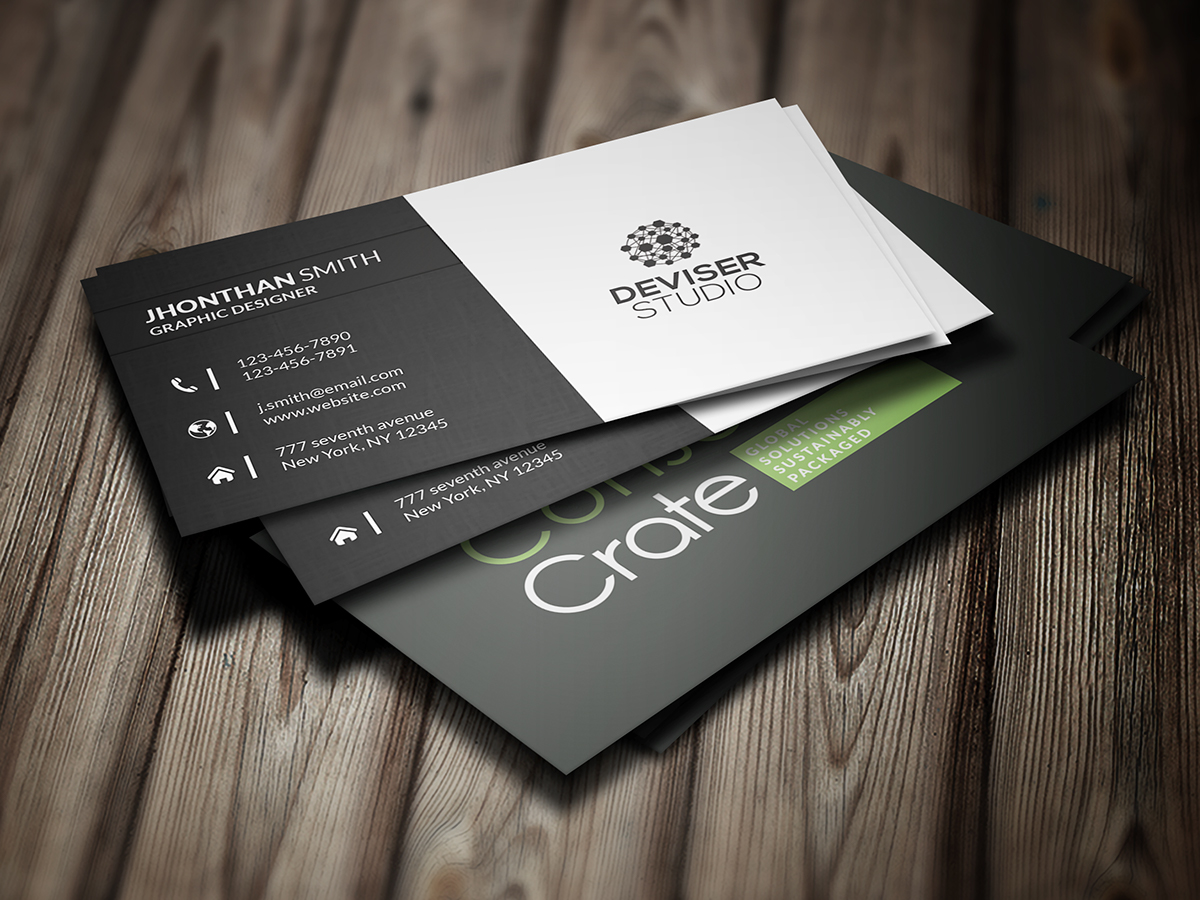 JHONTHAN SMITH
GRAPHIC DESIGNER
123-456-7890
123-456-7891
j.smith@email.com
www.website.com
777 seventh avenue
New York, NY 12345
DEVISER
STUDIO
777 seventh avenue
New York, NY 12345
Crate
GLOBAL
SOLUTIONS
SUSTAINABLY
PACKAGED